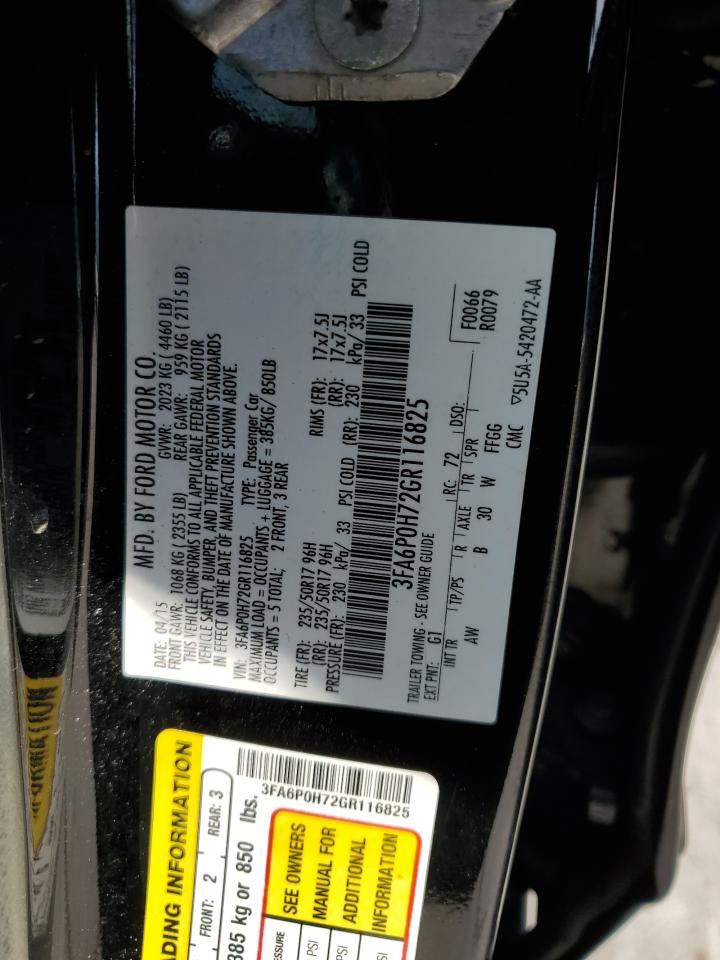 MFD. BY FORD MOTOR CO.
DATE: 04/15 GVWR: 2023 KG ( 4460 LB)
FRONT GAWR: 1068 KG ( 2355 LB) REAR GAWR: 959 KG ( 2115 LB)
THIS VEHICLE CONFORMS TO ALL APPLICABLE FEDERAL MOTOR
VEHICLE SAFETY, BUMPER, AND THEFT PREVENTION STANDARDS
IN EFFECT ON THE DATE OF MANUFACTURE SHOWN ABOVE.
VIN: 3FA6P0H72GR116825 TYPE: Passenger Car
MAXIMUM LOAD = OCCUPANTS + LUGGAGE = 385KG/ 850LB
OCCUPANTS = 5 TOTAL; 2 FRONT, 3 REAR
TIRE (FR): 235/50R17 96H RIMS (FR): 17x7.5J
(RR): 235/50R17 96H (RR): 17x7.5J
PRESSURE (FR): 230 kPa/ 33 PSI COLD (RR): 230 kPa/ 33 PSI COLD
3FA6P0H72GR116825
TRAILER TOWING - SEE OWNER GUIDE
EXT PNT: G1 RC: 72 DSO: F0066
R0079
INT TR TP/PS R AXLE TR SPR
AW B 30 W FFGG
CMC
5U5A-5420472-AA
ADING INFORMATION
FRONT: 2 REAR: 3
385 kg or 850 lbs.
3FA6P0H72GR116825
SEE OWNERS
MANUAL FOR
ADDITIONAL
INFORMATION
PSI
PSI